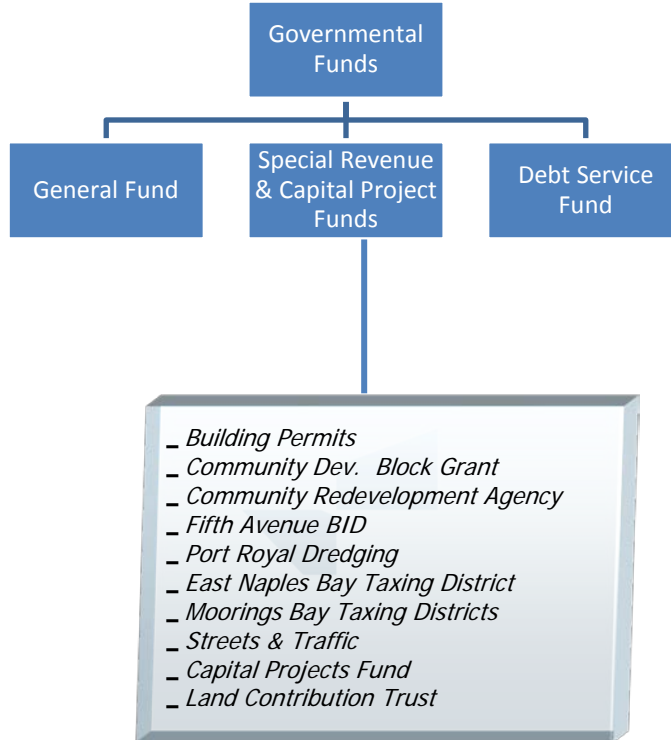 Governmental
Funds
General Fund
Special Revenue
& Capital Project
Funds
Debt Service
Fund
_ Building Permits
_ Community Dev. Block Grant
_ Community Redevelopment Agency
_ Fifth Avenue BID
_ Port Royal Dredging
_ East Naples Bay Taxing District
_ Moorings Bay Taxing Districts
_ Streets & Traffic
_ Capital Projects Fund
_ Land Contribution Trust